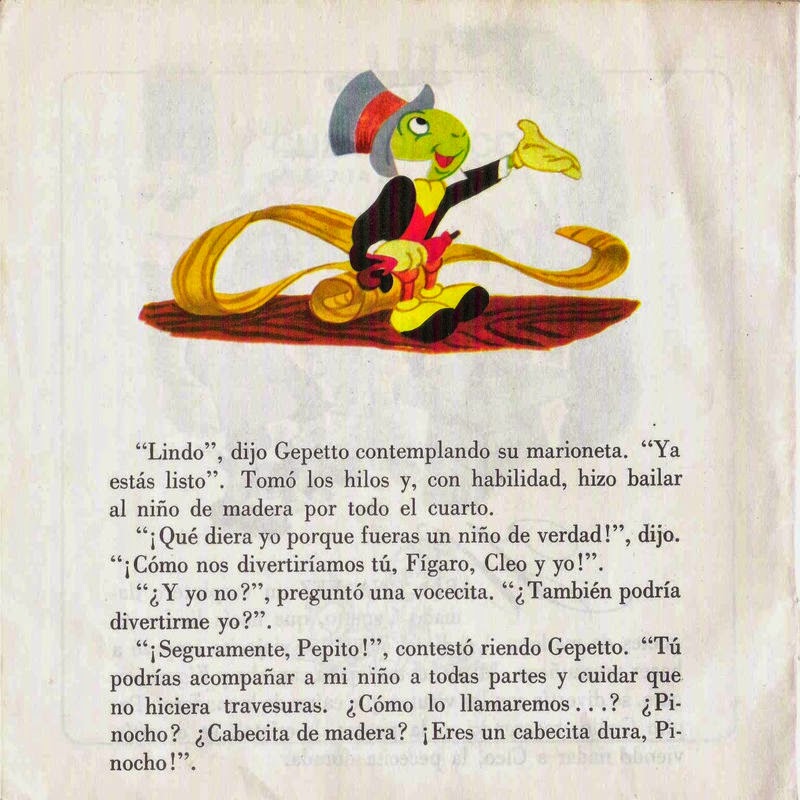 “Lindo”, dijo Gepetto contemplando su marioneta. “Ya
estás listo”. Tomó los hilos y, con habilidad, hizo bailar
al niño de madera por todo el cuarto.
“¡Qué diera yo porque fueras un niño de verdad!”, dijo.
“¡Cómo nos divertiríamos tú, Fígaro, Cleo y yo!”.
“¿Y yo no?”, preguntó una vocecita. “¿También podría
divertirme yo?”.
“¡Seguramente, Pepito!”, contestó riendo Gepetto. “Tú
podrías acompañar a mi niño a todas partes y cuidar que
no hiciera travesuras. ¿Cómo lo llamaremos...? ¿Pi-
nocho? ¿Cabecita de madera? ¡Eres un cabecita dura, Pi-
nocho!”.